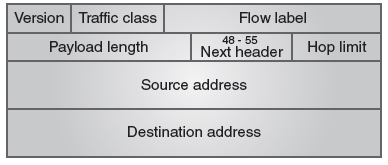 Version Traffic class Flow label
48 - 55
Payload length Next header Hop limit
Source address
Destination address